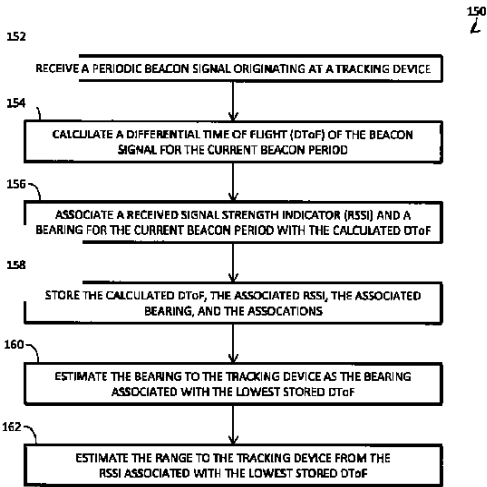 150
152
RECEIVE A PERIODIC BEACON SIGNAL ORIGINATING AT A TRACKING DEVICE
154
CALCULATE A DIFFERENTIAL TIME OF FLIGHT (DToF) OF THE BEACON
SIGNAL FOR THE CURRENT BEACON PERIOD
156
ASSOCIATE A RECEIVED SIGNAL STRENGTH INDICATOR (RSSI) AND A
BEARING FOR THE CURRENT BEACON PERIOD WITH THE CALCULATED DToF
158
STORE THE CALCULATED DToF, THE ASSOCIATED RSSI, THE ASSOCIATED
BEARING, AND THE ASSOCATIONS
160
ESTIMATE THE BEARING TO THE TRACKING DEVICE AS THE BEARING
ASSOCIATED WITH THE LOWEST STORED DToF
162
ESTIMATE THE RANGE TO THE TRACKING DEVICE FROM THE
RSSI ASSOCIATED WITH THE LOWEST STORED DToF